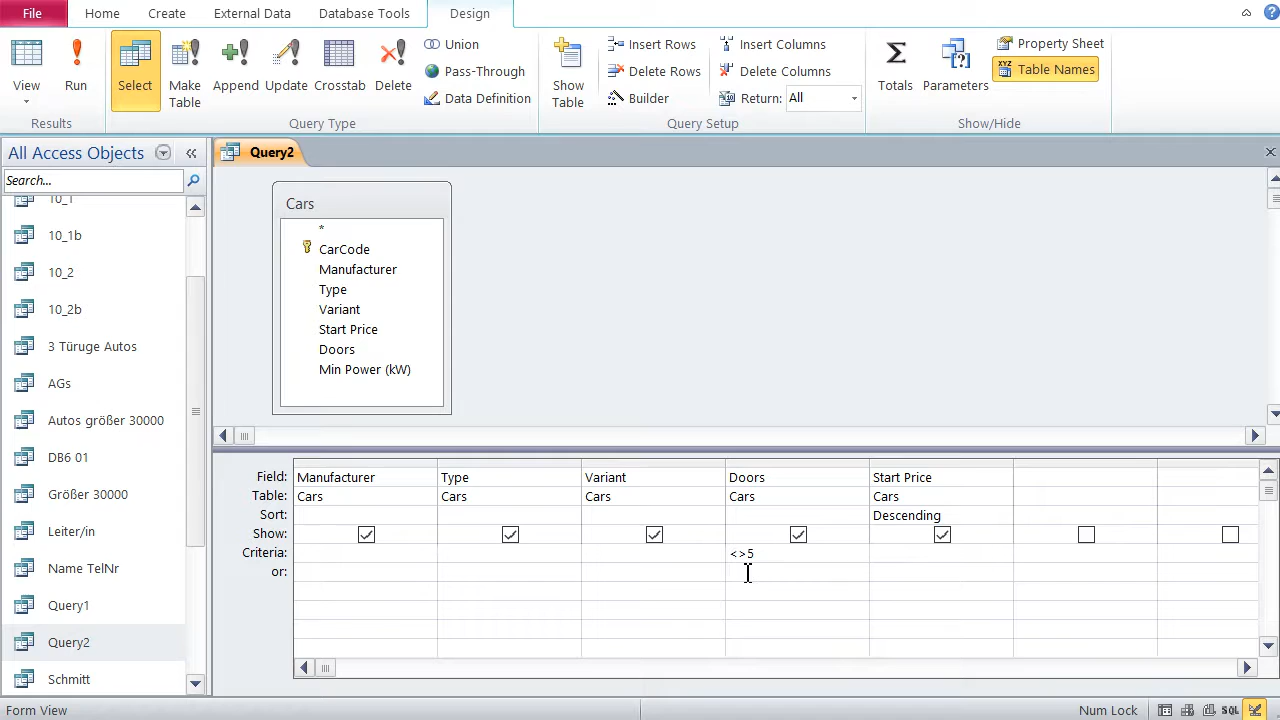 File Home Create External Data Database Tools Design
View Run Select Make Table Append Update Crosstab Delete
Union
Pass-Through
Data Definition
Show Table
Insert Rows
Delete Rows
Builder
Insert Columns
Delete Columns
Return: All
Totals Parameters
Property Sheet
XYZ Table Names
Results Query Type Query Setup Show/Hide
All Access Objects
Search...
10_1
10_1b
10_2
10_2b
3 Türuge Autos
AGs
Autos größer 30000
DB6 01
Größer 30000
Leiter/in
Name TelNr
Query1
Query2
Schmitt
Query2
Cars
*
CarCode
Manufacturer
Type
Variant
Start Price
Doors
Min Power (kW)
Field: Manufacturer Type Variant Doors Start Price
Table: Cars Cars Cars Cars Cars
Sort: Descending
Show:
Criteria: <>5
or:
Form View Num Lock SQL